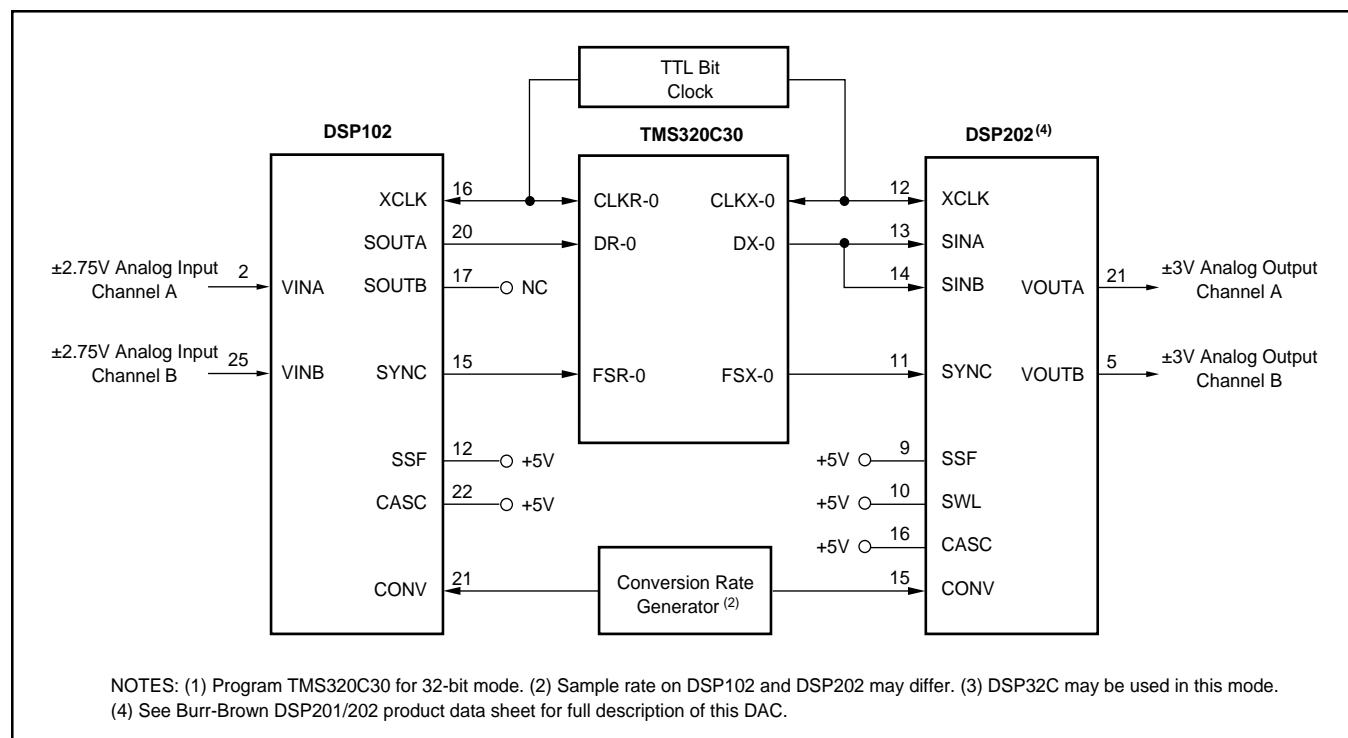 TTL Bit
Clock
DSP102
TMS320C30
DSP202 (4)
XCLK
16
CLKR-0
CLKX-0
12
XCLK
SOUTA
20
DR-0
DX-0
13
SINA
±2.75V Analog Input
Channel A
2
VINA
SOUTB
17
NC
14
SINB
VOUTA
21
±3V Analog Output
Channel A
±2.75V Analog Input
Channel B
25
VINB
SYNC
15
FSR-0
FSX-0
11
SYNC
VOUTB
5
±3V Analog Output
Channel B
SSF
12
+5V
+5V
9
SSF
CASC
22
+5V
+5V
10
SWL
+5V
16
CASC
CONV
21
Conversion Rate
Generator (2)
15
CONV
NOTES: (1) Program TMS320C30 for 32-bit mode. (2) Sample rate on DSP102 and DSP202 may differ. (3) DSP32C may be used in this mode.
(4) See Burr-Brown DSP201/202 product data sheet for full description of this DAC.